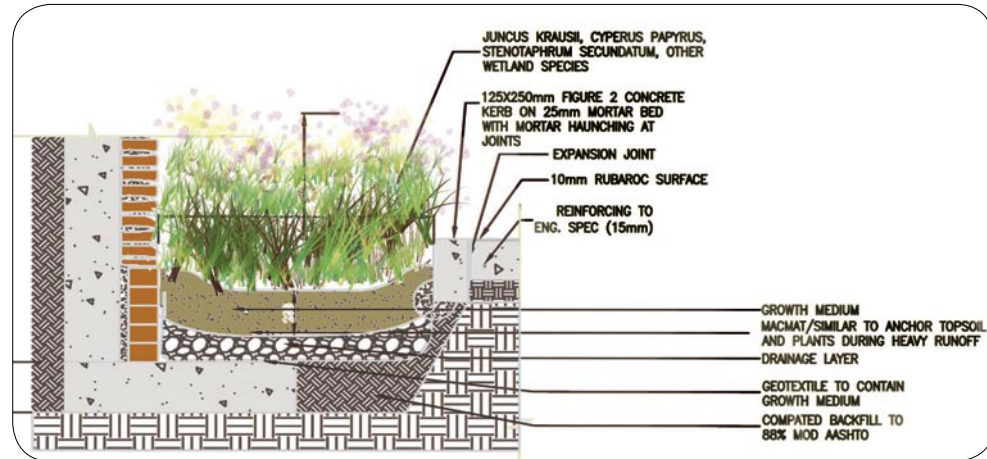 JUNCUS KRAUSII, CYPERUS PAPYRUS,
STENOTAPHRUM SECUNDATUM, OTHER
WETLAND SPECIES
125X250mm FIGURE 2 CONCRETE
KERB ON 25mm MORTAR BED
WITH MORTAR HAUNCHING AT
JOINTS
EXPANSION JOINT
10mm RUBAROC SURFACE
REINFORCING TO
ENG. SPEC (15mm)
GROWTH MEDIUM
MACMAT/SIMILAR TO ANCHOR TOPSOIL
AND PLANTS DURING HEAVY RUNOFF
DRAINAGE LAYER
GEOTEXTILE TO CONTAIN
GROWTH MEDIUM
COMPATED BACKFILL TO
88% MOD AASHTO